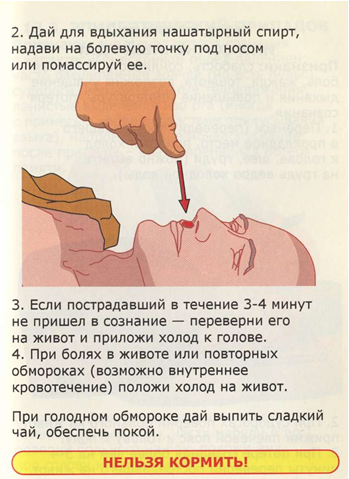 2. Дай для вдыхания нашатырный спирт,
надави на болевую точку под носом
или помассируй ее.
3. Если пострадавший в течение 3-4 минут
не пришел в сознание — переверни его
на живот и приложи холод к голове.
4. При болях в животе или повторных
обмороках (возможно внутреннее
кровотечение) положи холод на живот.
При голодном обмороке дай выпить сладкий
чай, обеспечь покой.
НЕЛЬЗЯ КОРМИТЬ!